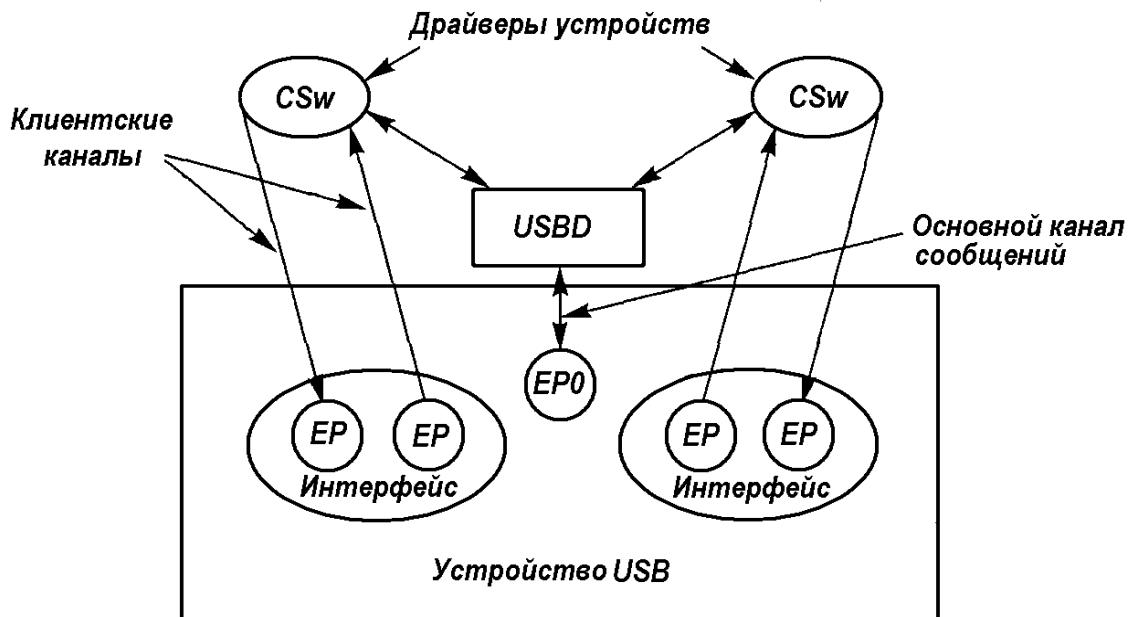 Драйверы устройств
CSw
CSw
Клиентские
каналы
USBD
Основной канал
сообщений
EP0
EP
EP
EP
EP
Интерфейс
Интерфейс
Устройство USB